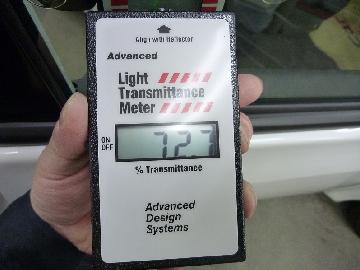 Align with Reflector
Advanced
Light
Transmittance
Meter
ON
OFF
72.7
% Transmittance
Advanced
Design
Systems